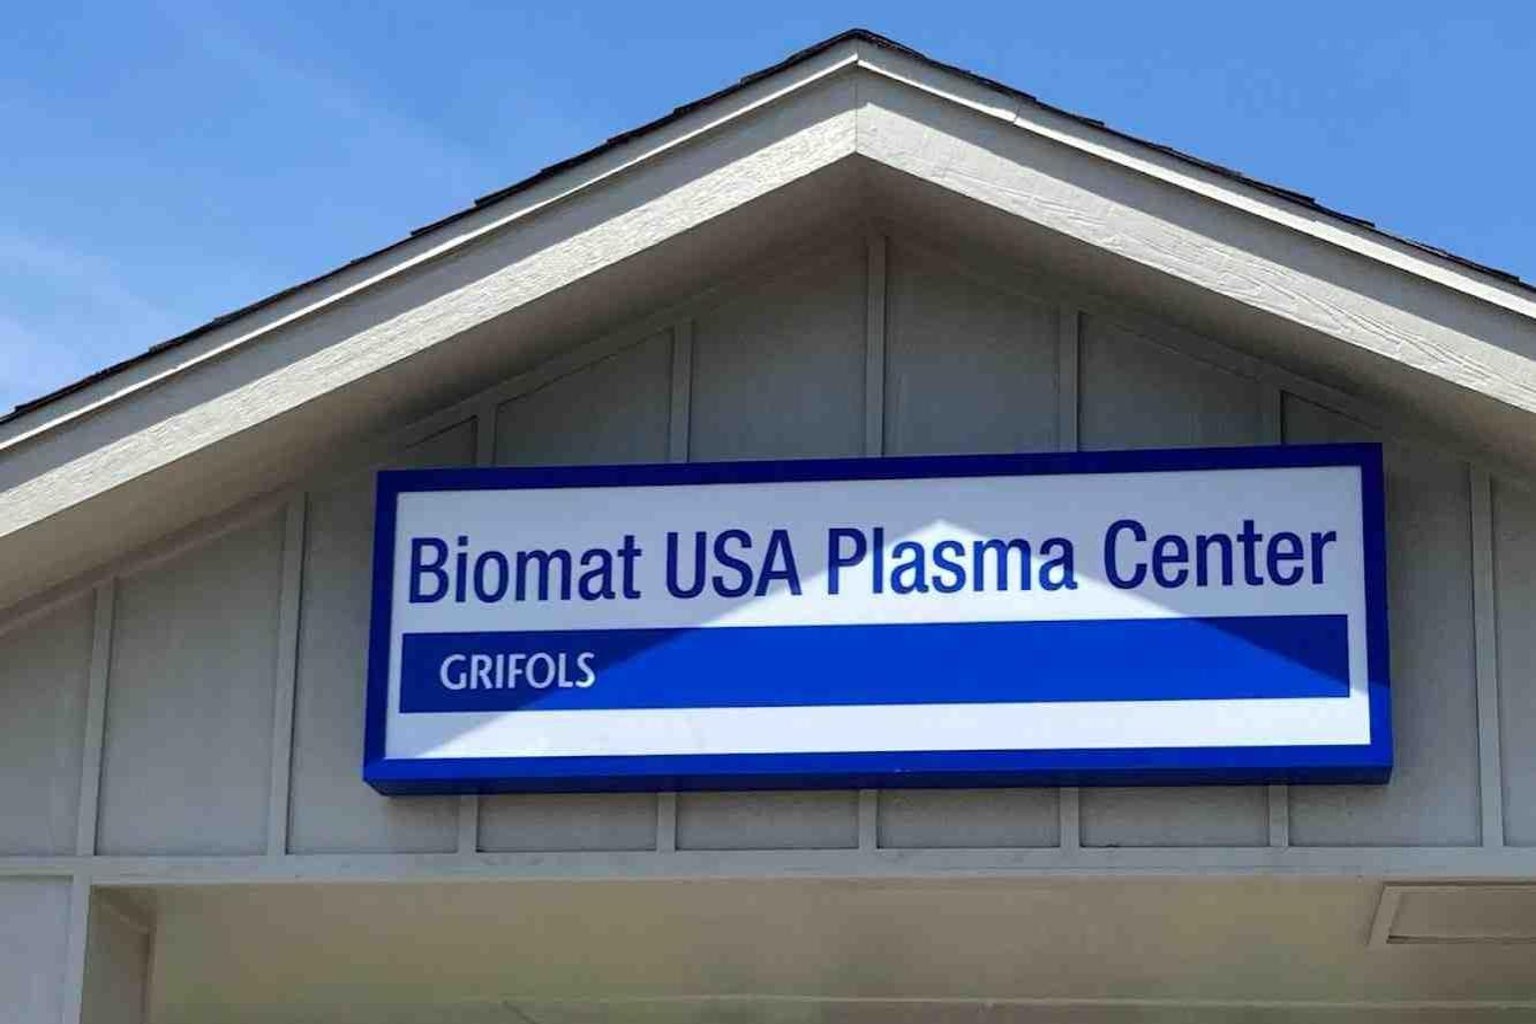 Biomat USA Plasma Center
GRIFOLS